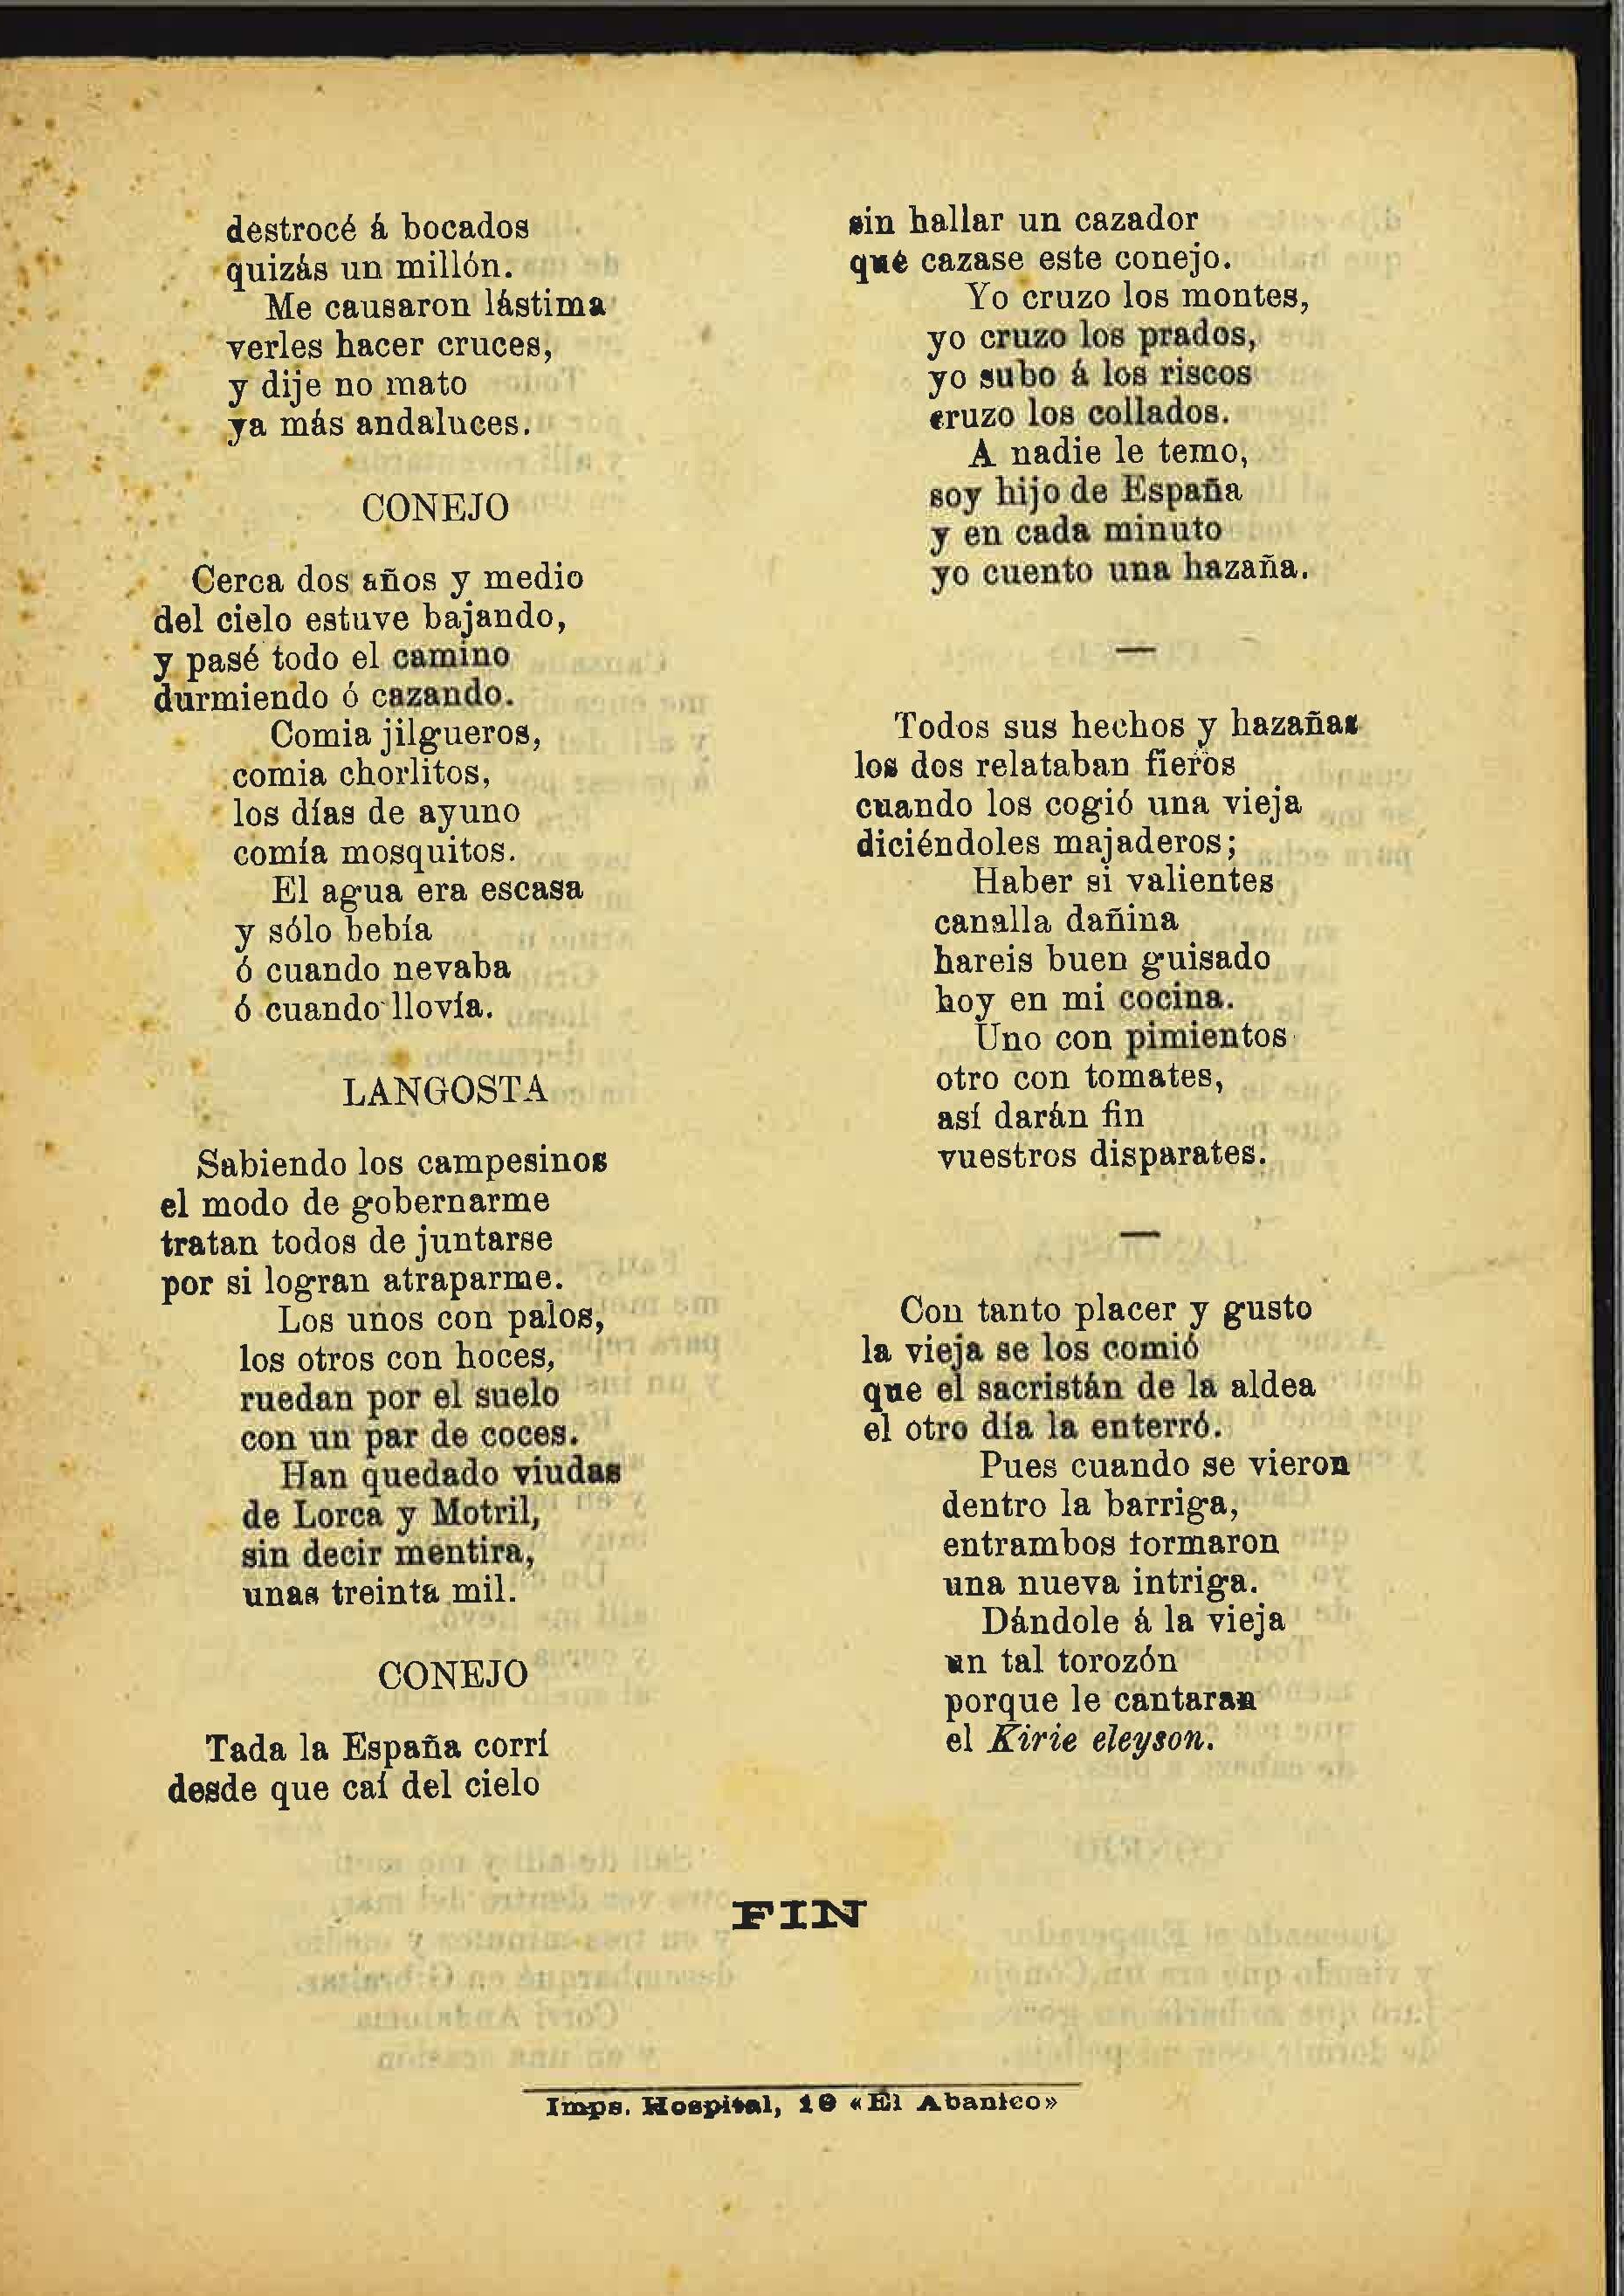 destrocé á bocados
quizás un millón.
Me causaron lástima
verles hacer cruces,
y dije no mato
ya más andaluces.
CONEJO
Cerca dos años y medio
del cielo estuve bajando,
y pasé todo el camino
durmiendo ó cazando.
Comia jilgueros,
comia chorlitos,
los días de ayuno
comía mosquitos.
El agua era escasa
y sólo bebía
ó cuando nevaba
ó cuando llovía.
LANGOSTA
Sabiendo los campesinos
el modo de gobernarme
tratan todos de juntarse
por si logran atraparme.
Los unos con palos,
los otros con hoces,
ruedan por el suelo
con un par de coces.
Han quedado viudas
de Lorca y Motril,
sin decir mentira,
unas treinta mil.
CONEJO
Tada la España corrí
desde que caí del cielo
sin hallar un cazador
qué cazase este conejo.
Yo cruzo los montes,
yo cruzo los prados,
yo subo á los riscos
cruzo los collados.
A nadie le temo,
soy hijo de España
y en cada minuto
yo cuento una hazaña.
—
Todos sus hechos y hazañas
los dos relataban fieros
cuando los cogió una vieja
diciéndoles majaderos;
Haber si valientes
canalla dañina
hareis buen guisado
hoy en mi cocina.
Uno con pimientos
otro con tomates,
así darán fin
vuestros disparates.
—
Con tanto placer y gusto
la vieja se los comió
que el sacristán de la aldea
el otro día la enterró.
Pues cuando se vieron
dentro la barriga,
entrambos formaron
una nueva intriga.
Dándole á la vieja
un tal torozón
porque le cantaran
el Kirie eleyson.
FIN
Imps. Hospital, 19 «El Abanico»